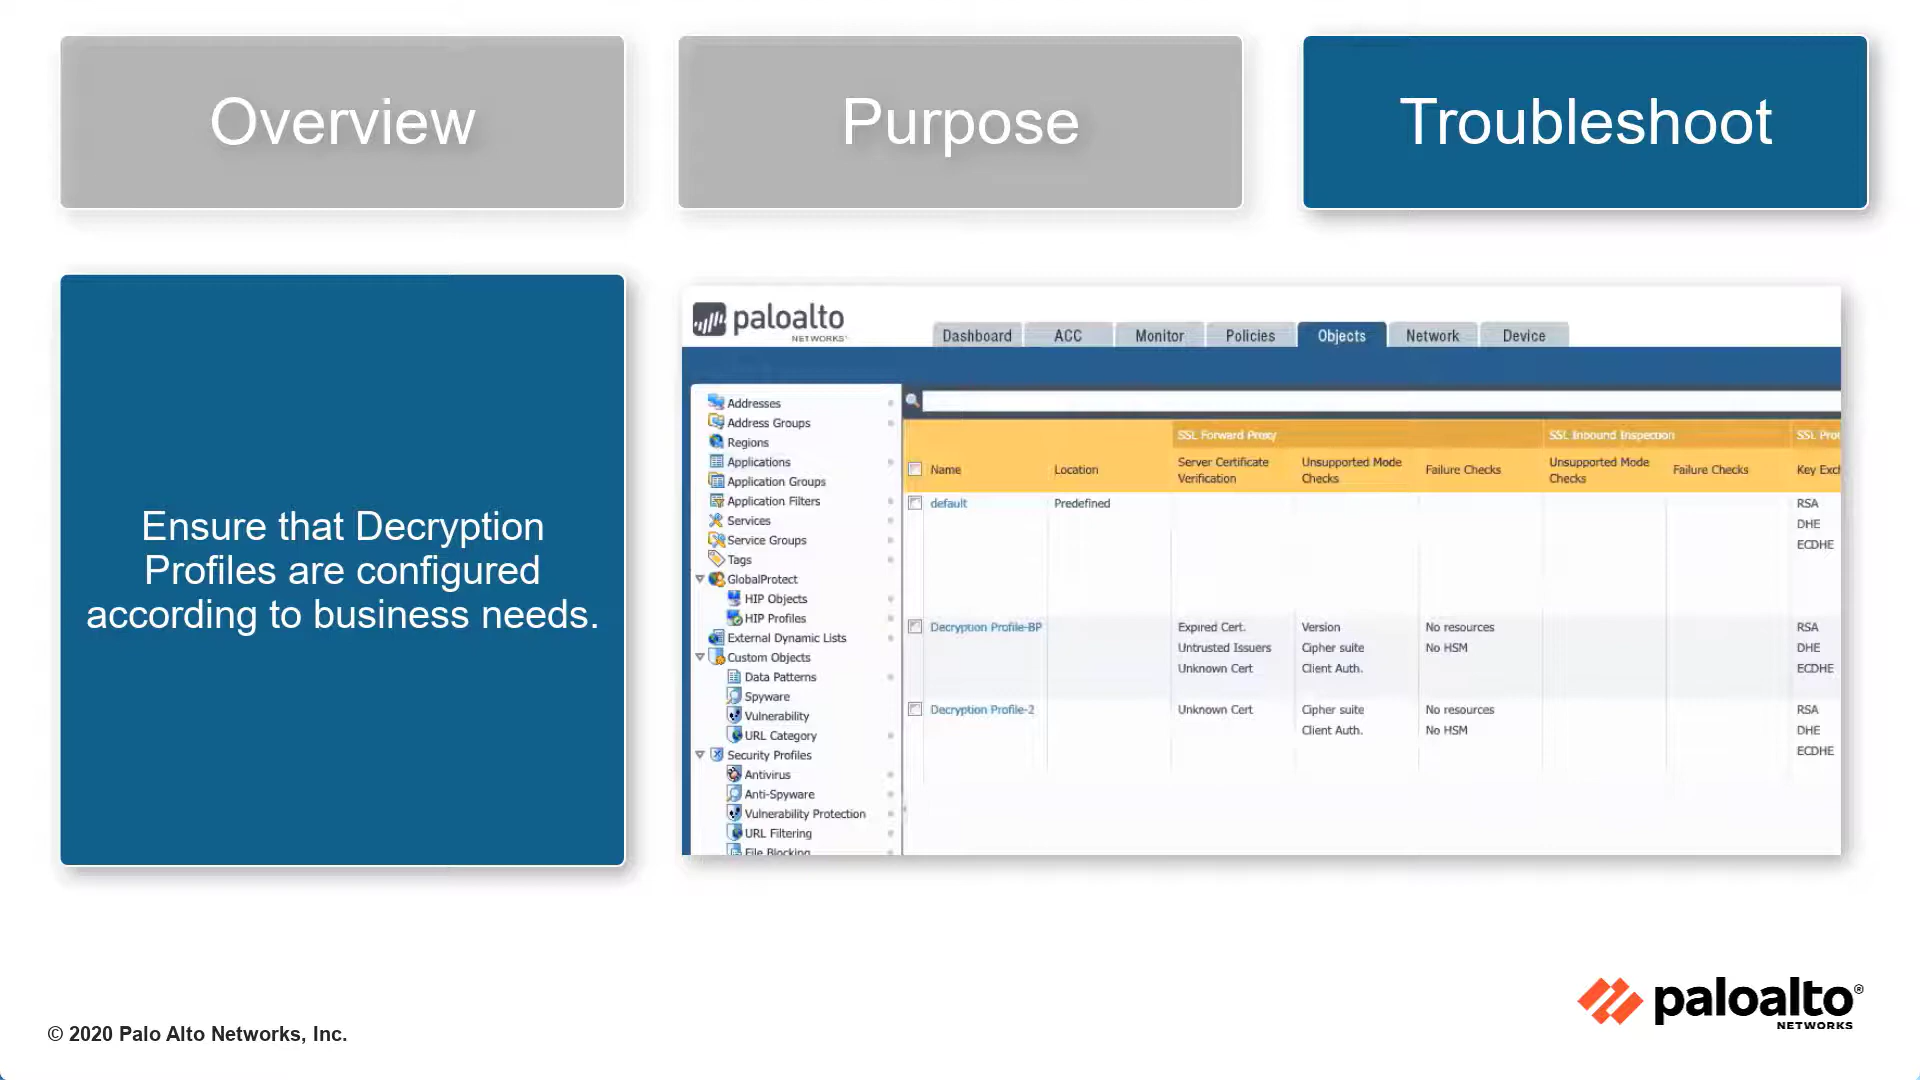 Overview
Purpose
Troubleshoot
Ensure that Decryption
Profiles are configured
according to business needs.
paloalto
NETWORKS
Dashboard
ACC
Monitor
Policies
Objects
Network
Device
Addresses
Address Groups
Regions
Applications
Application Groups
Application Filters
Services
Service Groups
Tags
GlobalProtect
HIP Objects
HIP Profiles
External Dynamic Lists
Custom Objects
Data Patterns
Spyware
Vulnerability
URL Category
Security Profiles
Antivirus
Anti-Spyware
Vulnerability Protection
URL Filtering
File Blocking
SSL Forward Proxy
SSL Inbound Inspection
SSL Pro
Name
Location
Server Certificate
Verification
Unsupported Mode
Checks
Failure Checks
Unsupported Mode
Checks
Failure Checks
Key Exc
default
Predefined
RSA
DHE
ECDHE
Decryption Profile-BP
Expired Cert.
Version
No resources
RSA
Untrusted Issuers
Cipher suite
No HSM
DHE
Unknown Cert
Client Auth.
ECDHE
Decryption Profile-2
Unknown Cert
Cipher suite
No resources
RSA
Client Auth.
No HSM
DHE
ECDHE
© 2020 Palo Alto Networks, Inc.
paloalto®
NETWORKS